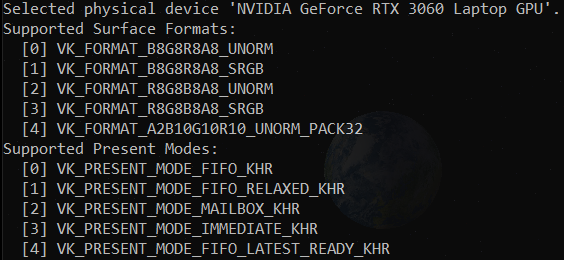 Selected physical device 'NVIDIA GeForce RTX 3060 Laptop GPU'.
Supported Surface Formats:
  [0] VK_FORMAT_B8G8R8A8_UNORM
  [1] VK_FORMAT_B8G8R8A8_SRGB
  [2] VK_FORMAT_R8G8B8A8_UNORM
  [3] VK_FORMAT_R8G8B8A8_SRGB
  [4] VK_FORMAT_A2B10G10R10_UNORM_PACK32
Supported Present Modes:
  [0] VK_PRESENT_MODE_FIFO_KHR
  [1] VK_PRESENT_MODE_FIFO_RELAXED_KHR
  [2] VK_PRESENT_MODE_MAILBOX_KHR
  [3] VK_PRESENT_MODE_IMMEDIATE_KHR
  [4] VK_PRESENT_MODE_FIFO_LATEST_READY_KHR